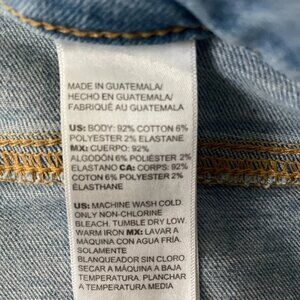 MADE IN GUATEMALA/
HECHO EN GUATEMALA/
FABRIQUÉ AU GUATEMALA
US: BODY: 92% COTTON 6%
POLYESTER 2% ELASTANE
MX: CUERPO: 92%
ALGODÓN 6% POLIÉSTER 2%
ELASTANO CA: CORPS: 92%
COTON 6% POLYESTER 2%
ÉLASTHANE
US: MACHINE WASH COLD
ONLY NON-CHLORINE
BLEACH. TUMBLE DRY LOW.
WARM IRON MX: LAVAR A
MÁQUINA CON AGUA FRÍA.
SOLAMENTE
BLANQUEADOR SIN CLORO.
SECAR A MÁQUINA A BAJA
TEMPERATURA. PLANCHAR
A TEMPERATURA MEDIA